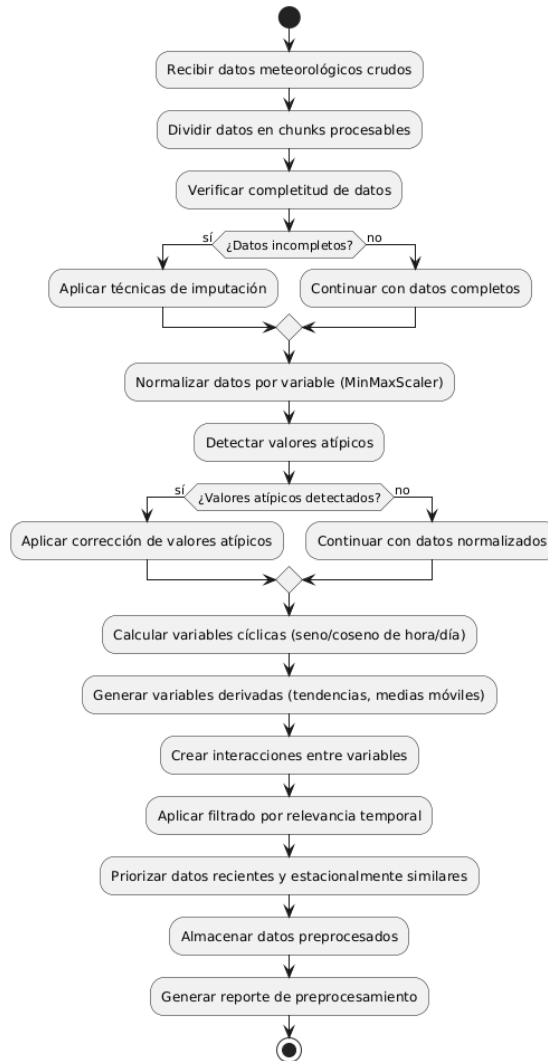 Recibir datos meteorológicos crudos
Dividir datos en chunks procesables
Verificar completitud de datos
sí
¿Datos incompletos?
no
Aplicar técnicas de imputación
Continuar con datos completos
Normalizar datos por variable (MinMaxScaler)
Detectar valores atípicos
sí
¿Valores atípicos detectados?
no
Aplicar corrección de valores atípicos
Continuar con datos normalizados
Calcular variables cíclicas (seno/coseno de hora/día)
Generar variables derivadas (tendencias, medias móviles)
Crear interacciones entre variables
Aplicar filtrado por relevancia temporal
Priorizar datos recientes y estacionalmente similares
Almacenar datos preprocesados
Generar reporte de preprocesamiento